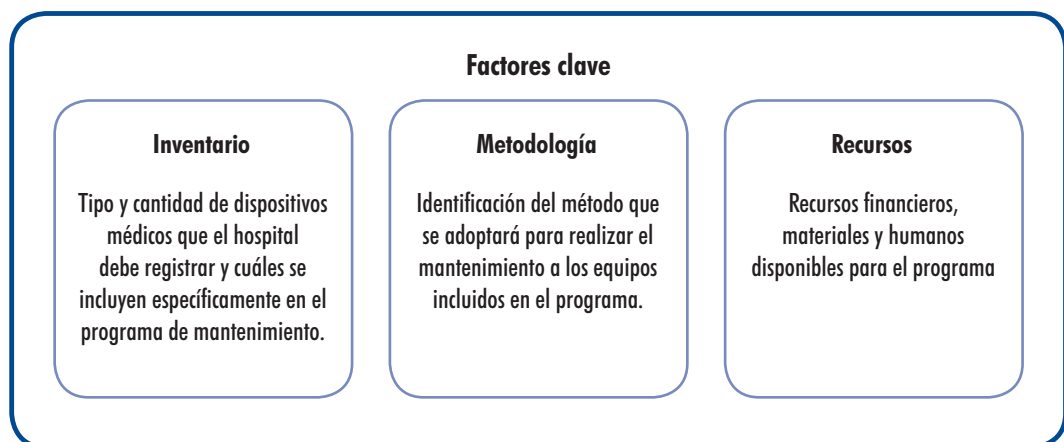 Factores clave
Inventario
Tipo y cantidad de dispositivos
médicos que el hospital
debe registrar y cuáles se
incluyen específicamente en el
programa de mantenimiento.
Metodología
Identificación del método que
se adoptará para realizar el
mantenimiento a los equipos
incluidos en el programa.
Recursos
Recursos financieros,
materiales y humanos
disponibles para el programa